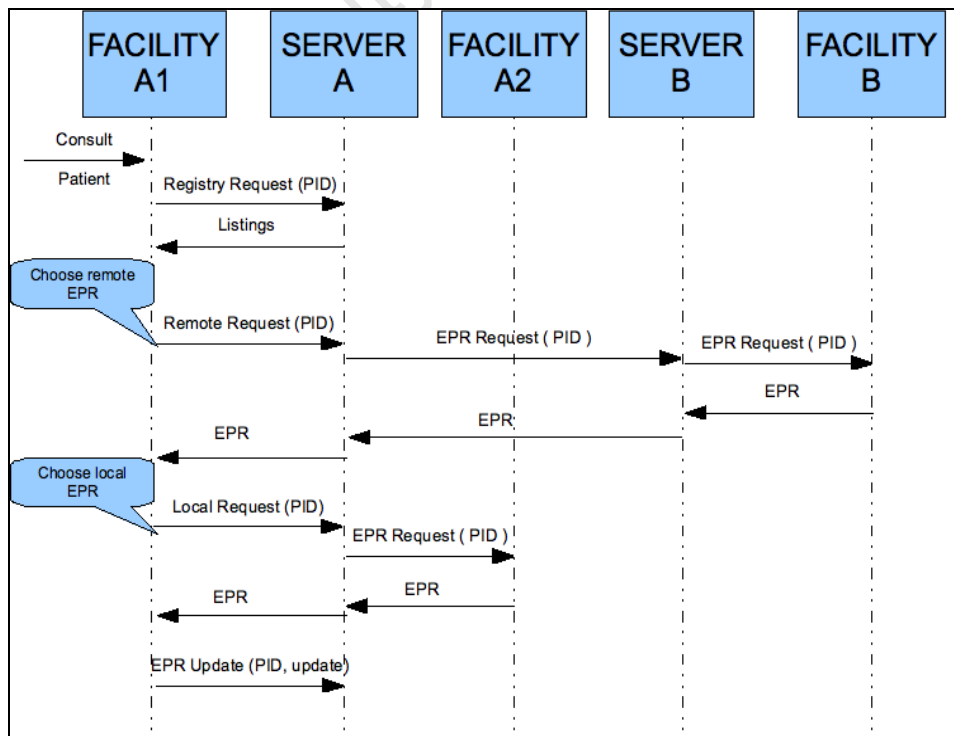 FACILITY A1
SERVER A
FACILITY A2
SERVER B
FACILITY B
Consult
Patient
Registry Request (PID)
Listings
Choose remote
EPR
Remote Request (PID)
EPR Request ( PID )
EPR Request ( PID )
EPR
EPR
EPR
Choose local
EPR
Local Request (PID)
EPR Request ( PID )
EPR
EPR
EPR Update (PID, update)